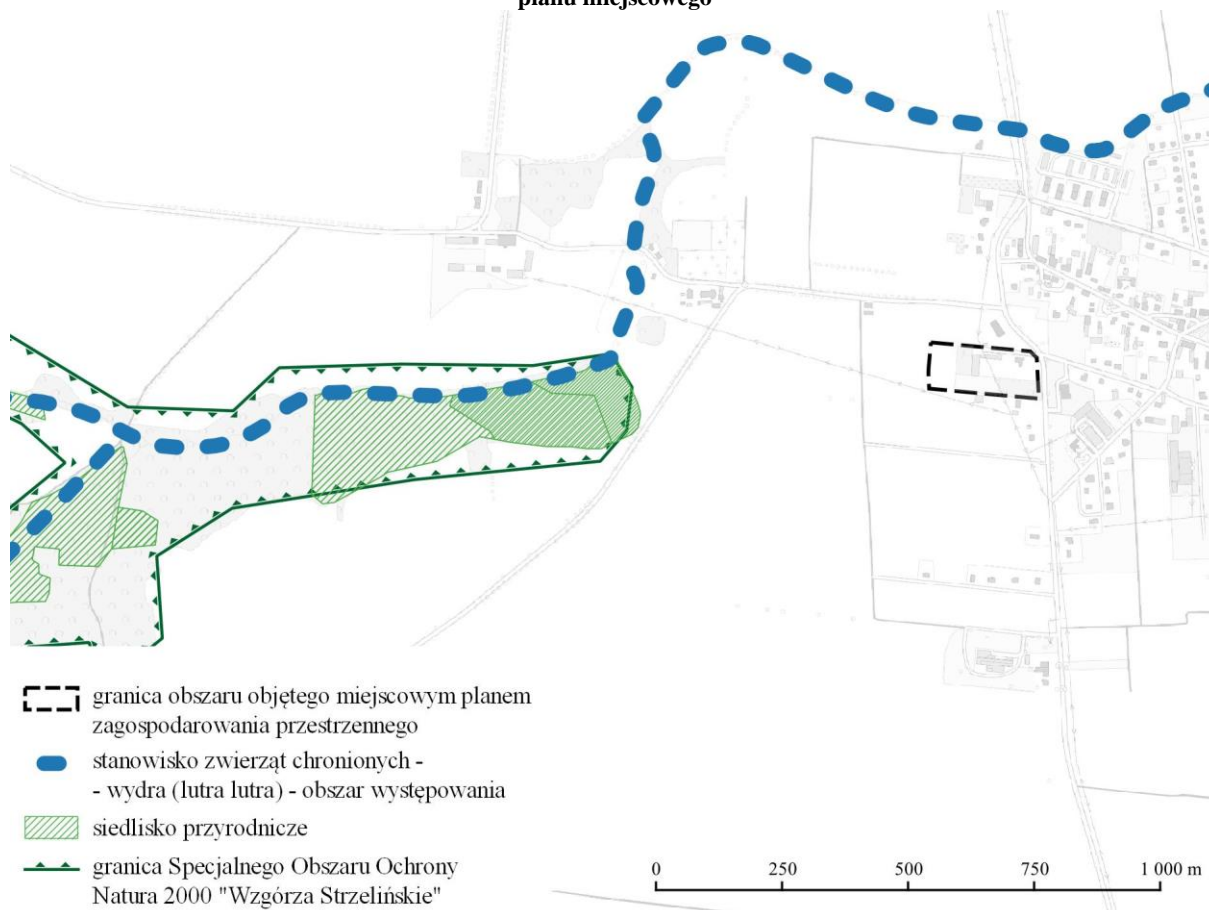 planu miejscowego
granica obszaru objętego miejscowym planem
zagospodarowania przestrzennego
stanowisko zwierząt chronionych -
- wydra (lutra lutra) - obszar występowania
siedlisko przyrodnicze
granica Specjalnego Obszaru Ochrony
Natura 2000 "Wzgórza Strzelińskie"
0 250 500 750 1 000 m